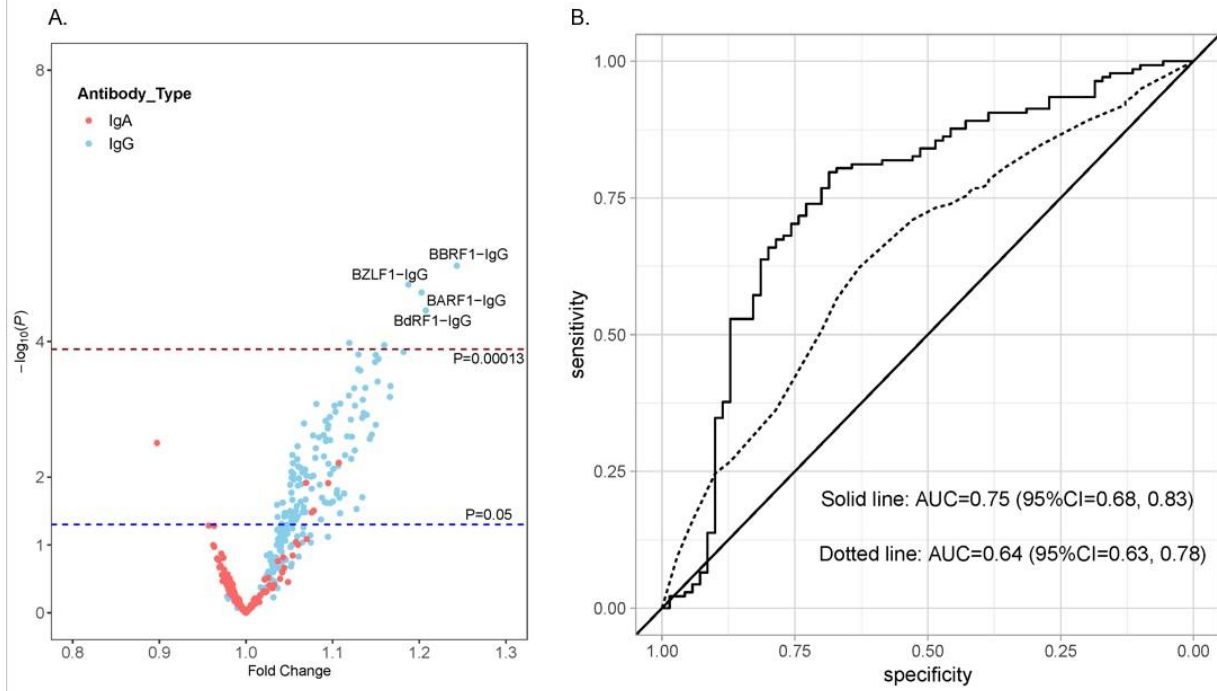 A.
8
4
2
1
0
−log10(P)
Antibody_Type
IgA
IgG
BBRF1−IgG
BZLF1−IgG
BARF1−IgG
BdRF1−IgG
P=0.00013
P=0.05
0.8 0.9 1.0 1.1 1.2 1.3
Fold Change
B.
1.00
0.75
0.50
0.25
0.00
sensitivity
Solid line: AUC=0.75 (95%CI=0.68, 0.83)
Dotted line: AUC=0.64 (95%CI=0.63, 0.78)
1.00 0.75 0.50 0.25 0.00
specificity